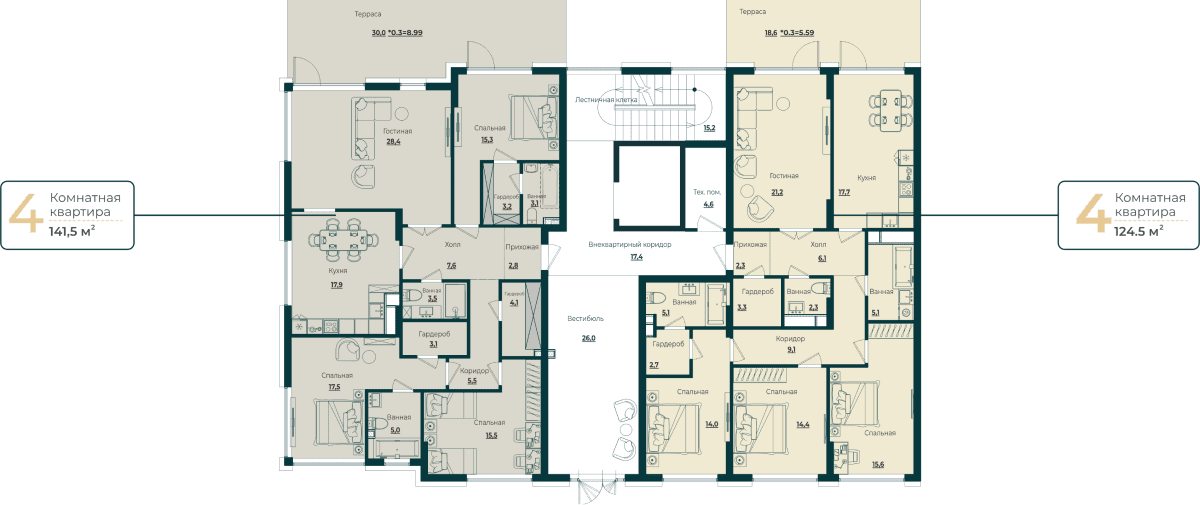 Терраса
30,0 *0.3=8.99
Терраса
18,6 *0.3=5.59
Лестничная клетка
15,2
Гостиная
28,4
Спальная
15,3
Гардероб
3,2
Ванная
3,1
Тех. пом.
4,6
Гостиная
21,2
Кухня
17,7
4
Комнатная
квартира
141,5 м²
4
Комнатная
квартира
124.5 м²
Холл
7,6
Прихожая
2,8
Внеквартирный коридор
17,4
Прихожая
2,3
Холл
6,1
Кухня
17,9
Ванная
3,5
4,1
Ванная
5,1
Гардероб
3,3
Ванная
2,3
Ванная
5,1
Вестибюль
26,0
Гардероб
3,1
Гардероб
2,7
Коридор
9,1
Спальная
17,5
Коридор
5,5
Ванная
5,0
Спальная
15,5
Спальная
14,0
Спальная
14,4
Спальная
15,6